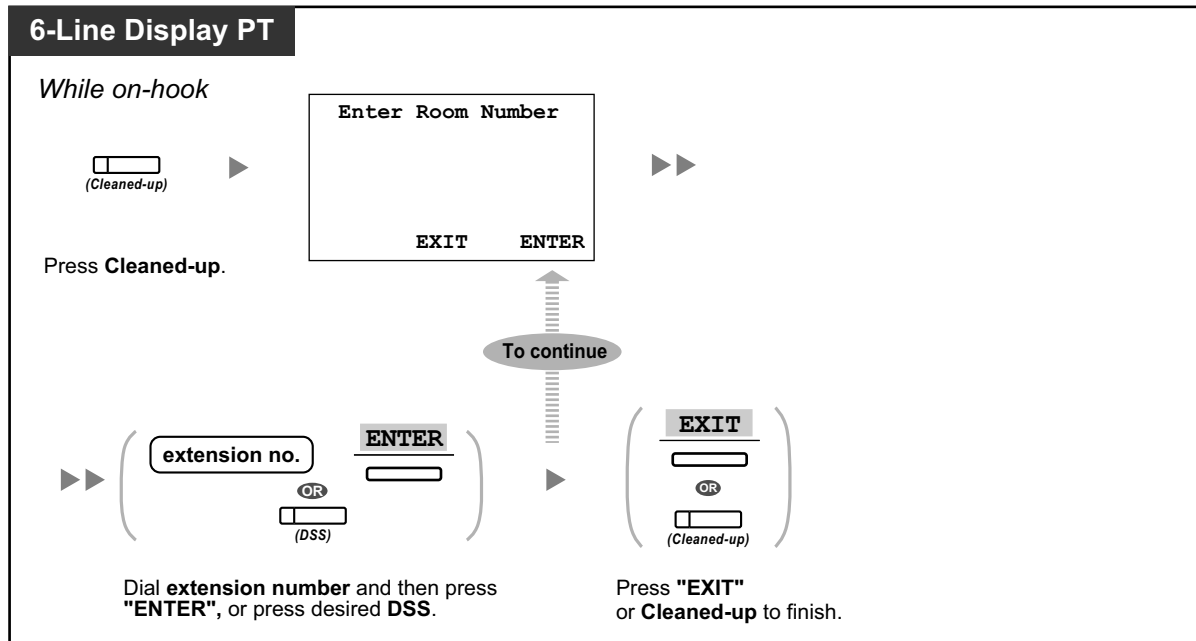 6-Line Display PT
While on-hook
(Cleaned-up)
Press Cleaned-up.
Enter Room Number
EXIT ENTER
To continue
extension no.
ENTER
OR
(DSS)
Dial extension number and then press
"ENTER", or press desired DSS.
EXIT
OR
(Cleaned-up)
Press "EXIT"
or Cleaned-up to finish.